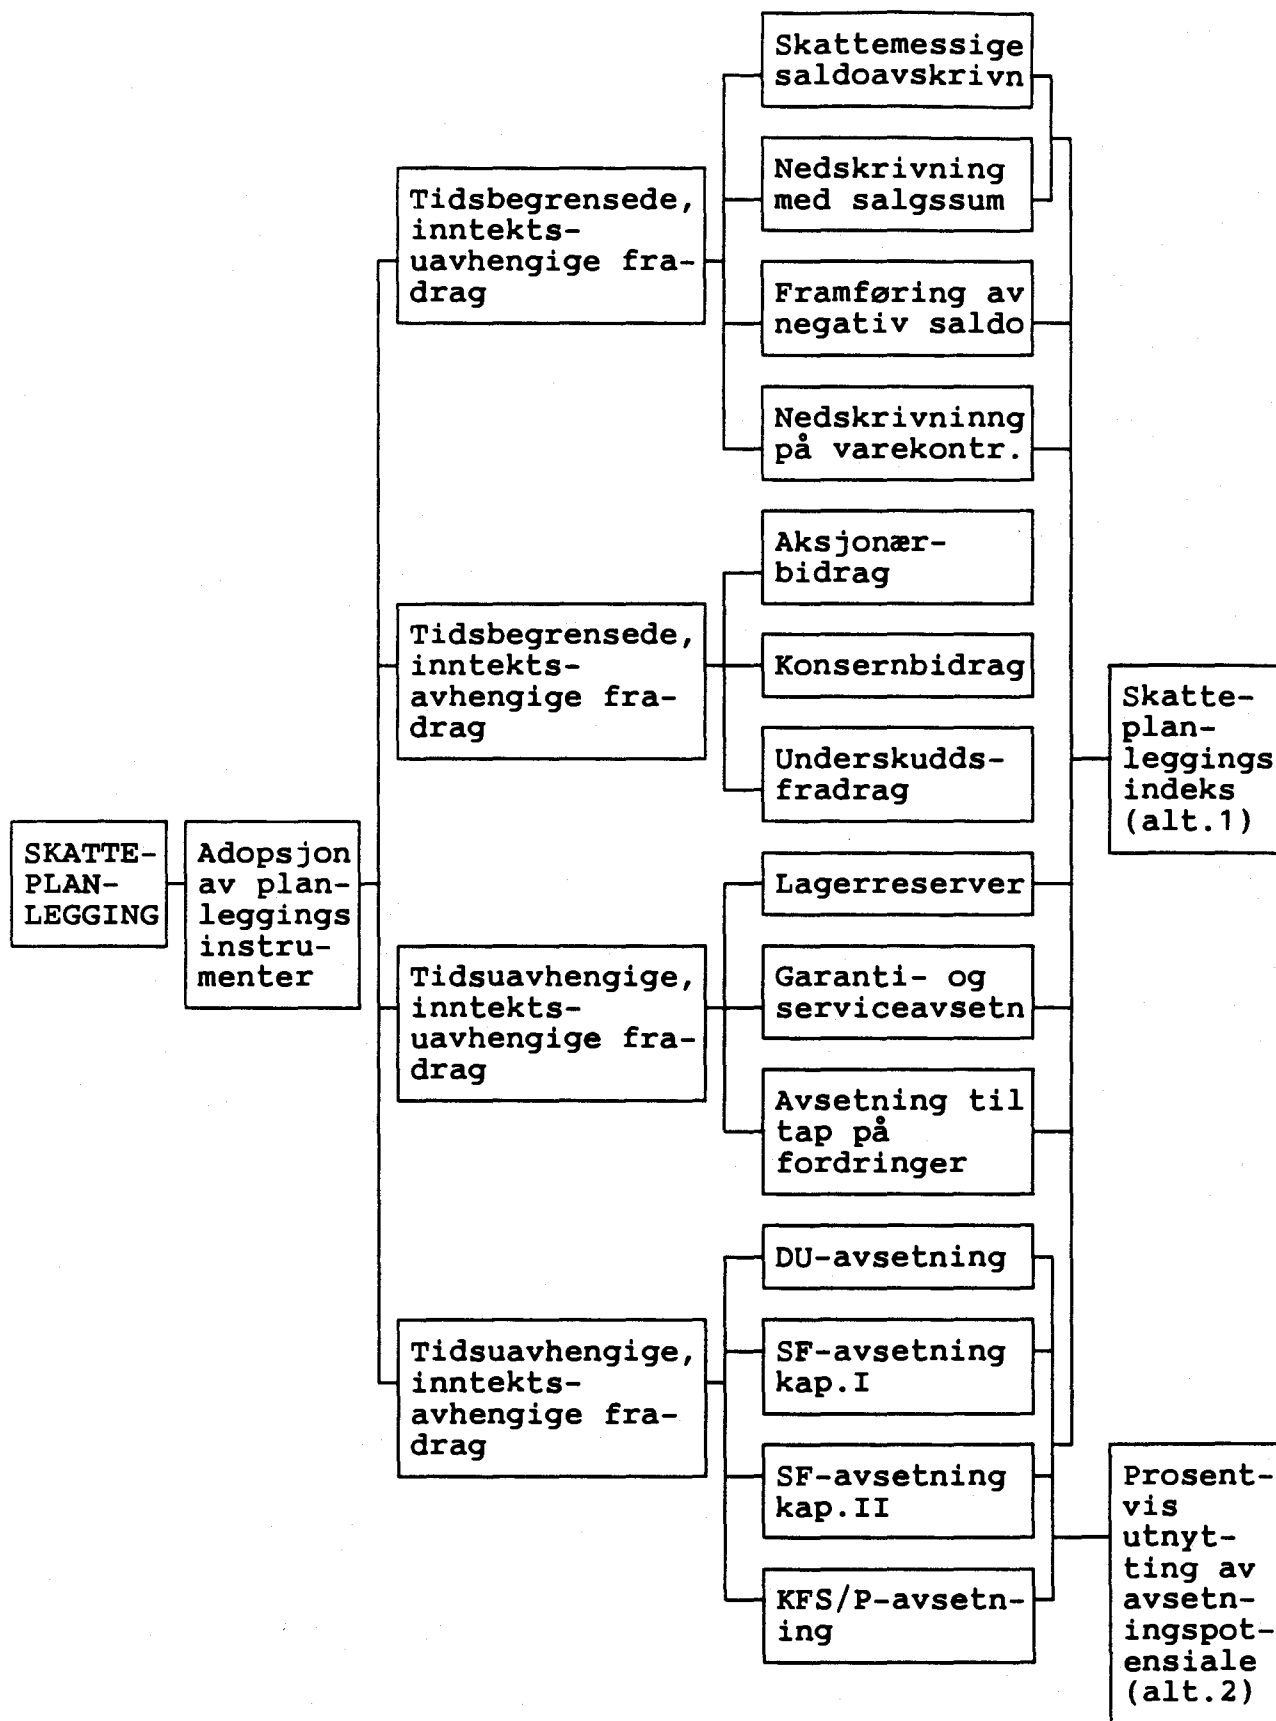 SKATTE-
PLAN-
LEGGING
Adopsjon
av plan-
leggings
instru-
menter
Tidsbegrensede,
inntekts-
uavhengige fra-
drag
Tidsbegrensede,
inntekts-
avhengige fra-
drag
Tidsuavhengige,
inntekts-
uavhengige fra-
drag
Tidsuavhengige,
inntekts-
avhengige fra-
drag
Skattemessige
saldoavskrivn
Nedskrivning
med salgssum
Framføring av
negativ saldo
Nedskrivninng
på varekontr.
Aksjonær-
bidrag
Konsernbidrag
Underskudds-
fradrag
Lagerreserver
Garanti- og
serviceavsetn
Avsetning til
tap på
fordringer
DU-avsetning
SF-avsetning
kap.I
SF-avsetning
kap.II
KFS/P-avsetn-
ing
Skatte-
plan-
leggings
indeks
(alt.1)
Prosent-
vis
utnyt-
ting av
avsetn-
ingspot-
ensiale
(alt.2)